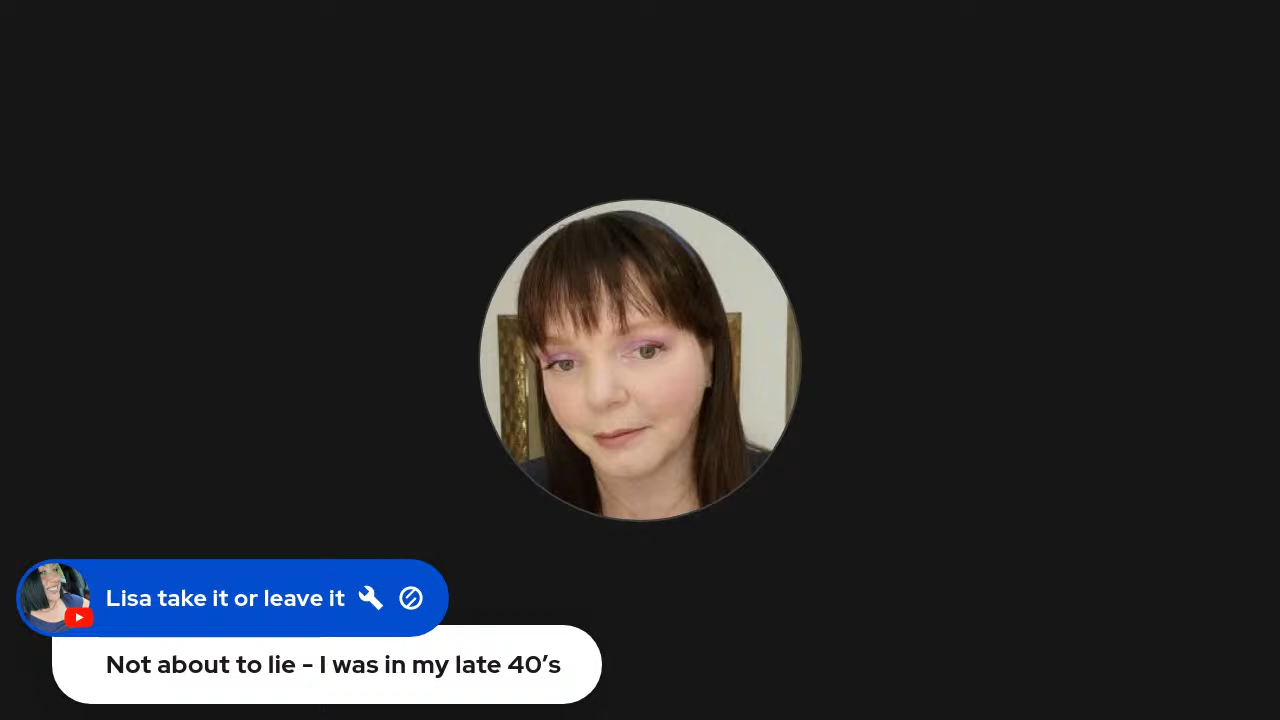 Lisa take it or leave it
Not about to lie - I was in my late 40’s